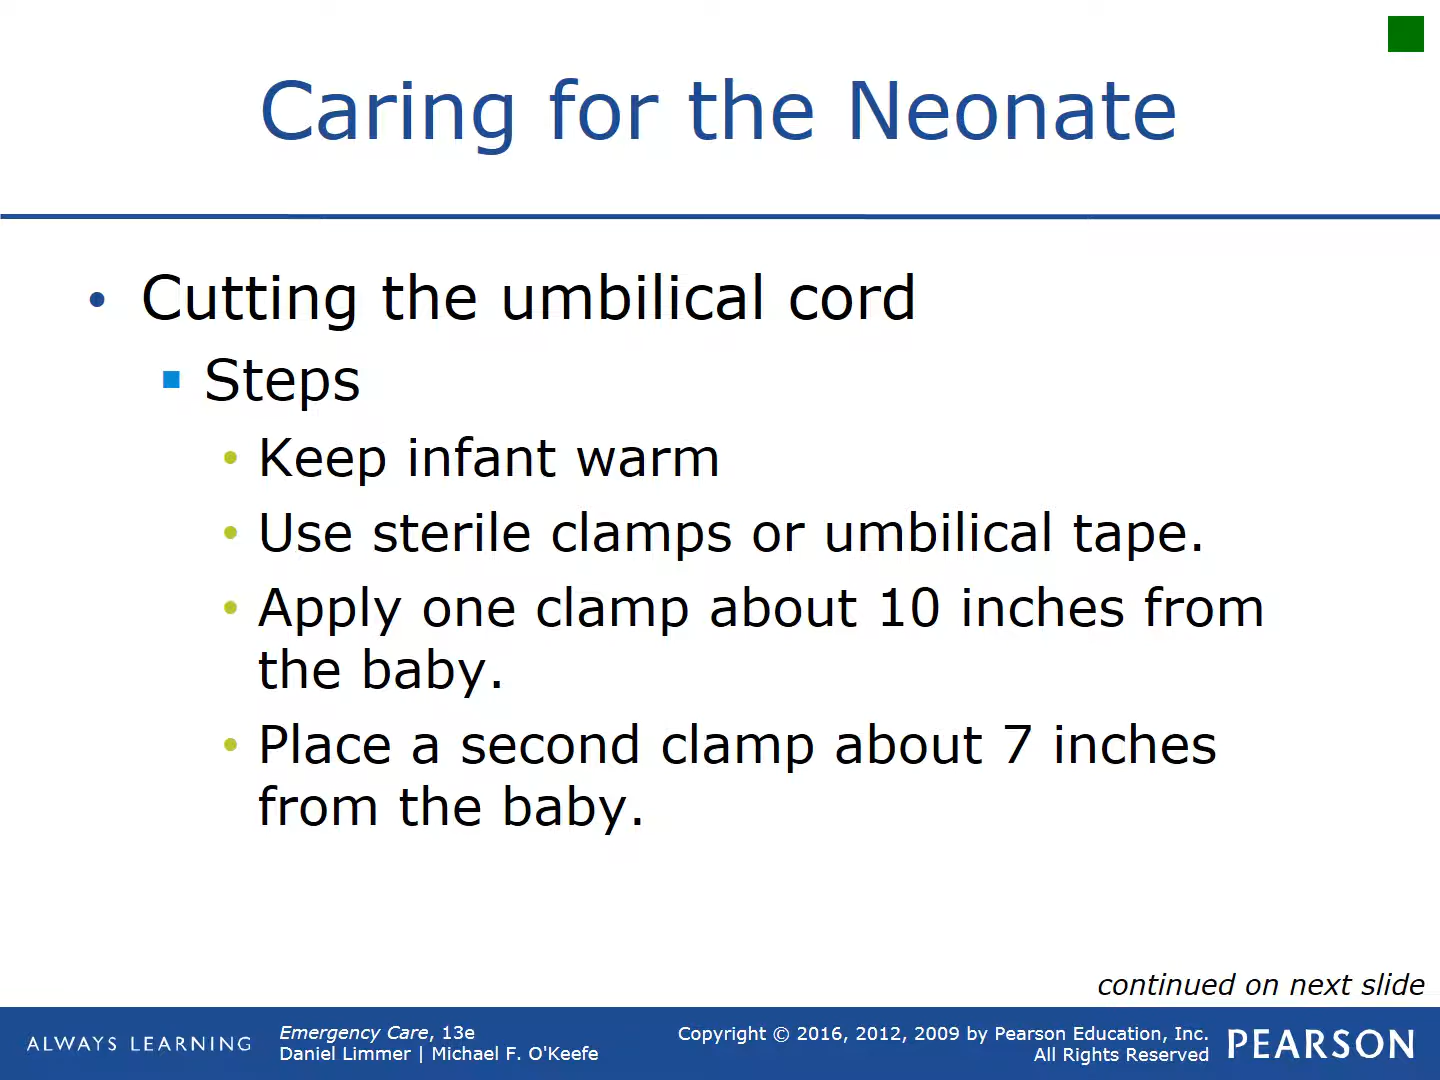 Caring for the Neonate
• Cutting the umbilical cord
▪ Steps
• Keep infant warm
• Use sterile clamps or umbilical tape.
• Apply one clamp about 10 inches from
the baby.
• Place a second clamp about 7 inches
from the baby.
continued on next slide
ALWAYS LEARNING
Emergency Care, 13e
Daniel Limmer | Michael F. O'Keefe
Copyright © 2016, 2012, 2009 by Pearson Education, Inc.
All Rights Reserved
PEARSON